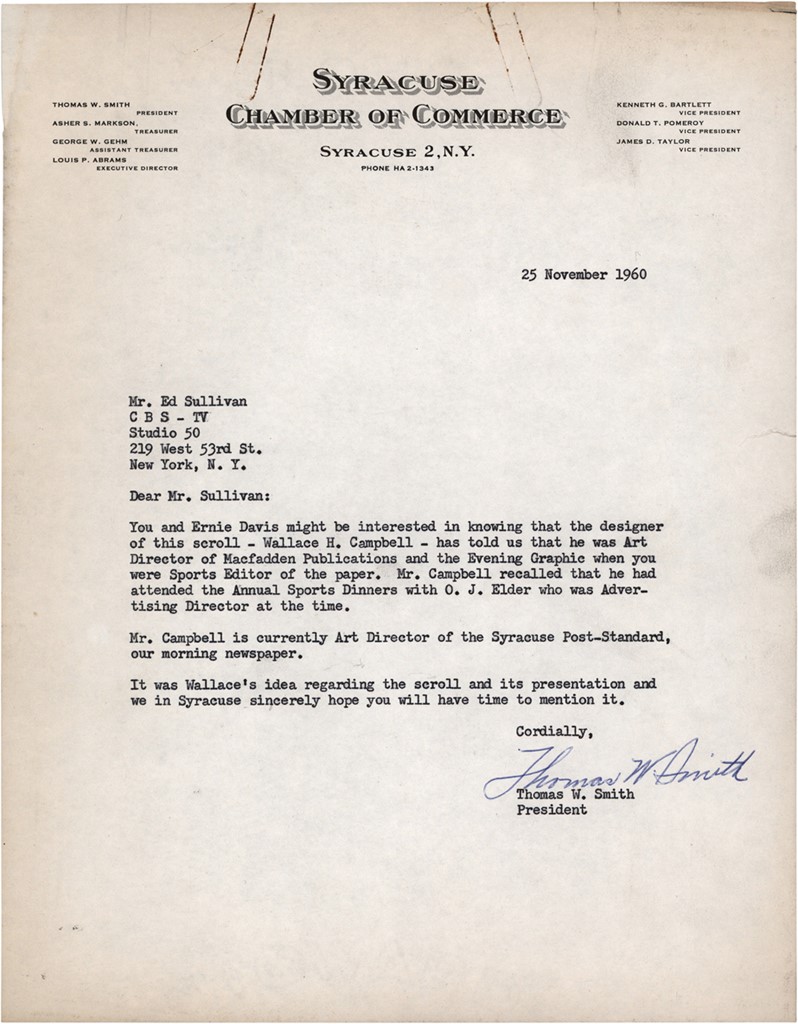 SYRACUSE
CHAMBER OF COMMERCE
SYRACUSE 2, N.Y.
PHONE HA 2-1343
THOMAS W. SMITH
PRESIDENT
ASHER S. MARKSON,
TREASURER
GEORGE W. GEHM
ASSISTANT TREASURER
LOUIS P. ABRAMS
EXECUTIVE DIRECTOR
KENNETH G. BARTLETT
VICE PRESIDENT
DONALD T. POMEROY
VICE PRESIDENT
JAMES D. TAYLOR
VICE PRESIDENT
25 November 1960
Mr. Ed Sullivan
C B S - TV
Studio 50
219 West 53rd St.
New York, N. Y.
Dear Mr. Sullivan:
You and Ernie Davis might be interested in knowing that the designer
of this scroll - Wallace H. Campbell - has told us that he was Art
Director of Macfadden Publications and the Evening Graphic when you
were Sports Editor of the paper. Mr. Campbell recalled that he had
attended the Annual Sports Dinners with O. J. Elder who was Adver-
tising Director at the time.
Mr. Campbell is currently Art Director of the Syracuse Post-Standard,
our morning newspaper.
It was Wallace's idea regarding the scroll and its presentation and
we in Syracuse sincerely hope you will have time to mention it.
Cordially,
Thomas W. Smith
Thomas W. Smith
President